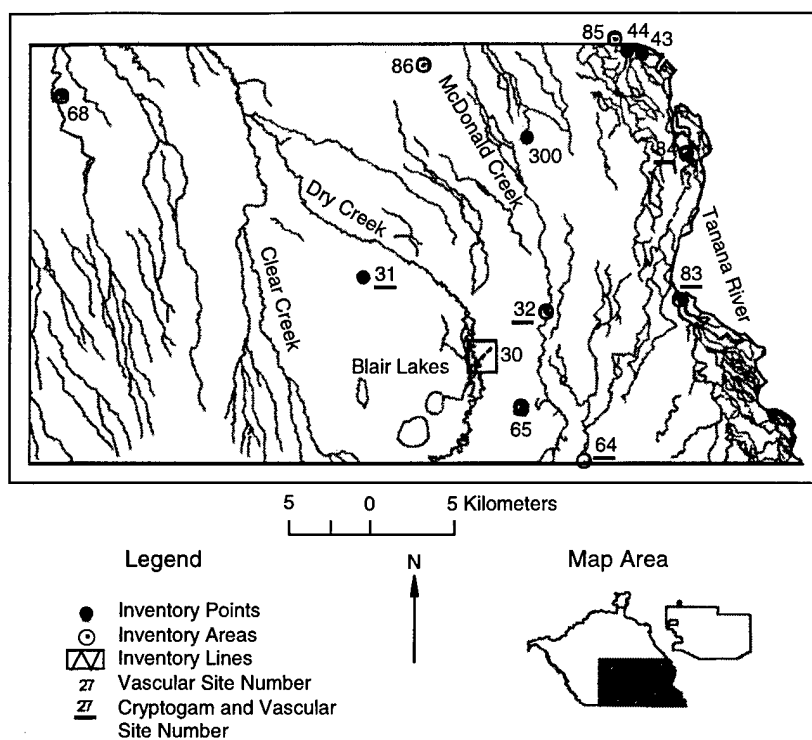 85 44 43
86
68
McDonald Creek
300
84
Dry Creek
Tanana River
Clear Creek
31
83
32
30
Blair Lakes
65
64
5 0 5 Kilometers
Legend
N
Map Area
Inventory Points
Inventory Areas
Inventory Lines
27 Vascular Site Number
27 Cryptogam and Vascular
Site Number